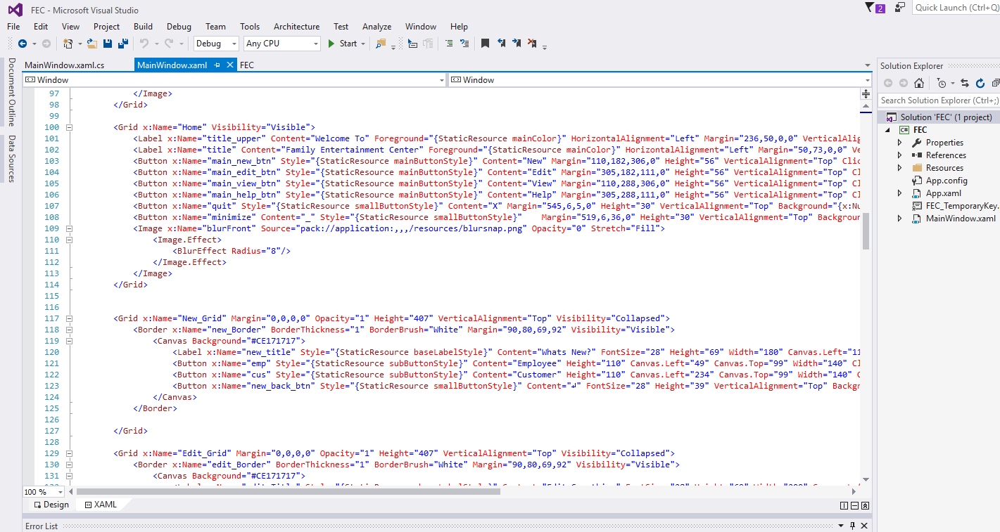 FEC - Microsoft Visual Studio
2
Quick Launch (Ctrl+Q)
File Edit View Project Build Debug Team Tools Architecture Test Analyze Window Help
Debug Any CPU Start
Document Outline
Data Sources
MainWindow.xaml.cs MainWindow.xaml FEC
Window Window
97 </Image>
98 </Grid>
99
100 <Grid x:Name="Home" Visibility="Visible">
101 <Label x:Name="title_upper" Content="Welcome To" Foreground="{StaticResource mainColor}" HorizontalAlignment="Left" Margin="236,50,0,0" VerticalAlig
102 <Label x:Name="title" Content="Family Entertainment Center" Foreground="{StaticResource mainColor}" HorizontalAlignment="Left" Margin="50,73,0,0" Ve
103 <Button x:Name="main_new_btn" Style="{StaticResource mainButtonStyle}" Content="New" Margin="110,182,306,0" Height="56" VerticalAlignment="Top" Clic
104 <Button x:Name="main_edit_btn" Style="{StaticResource mainButtonStyle}" Content="Edit" Margin="305,182,111,0" Height="56" VerticalAlignment="Top" Cl
105 <Button x:Name="main_view_btn" Style="{StaticResource mainButtonStyle}" Content="View" Margin="110,288,306,0" Height="56" VerticalAlignment="Top" Cl
106 <Button x:Name="main_help_btn" Style="{StaticResource mainButtonStyle}" Content="Help" Margin="305,288,111,0" Height="56" VerticalAlignment="Top" Cl
107 <Button x:Name="quit" Style="{StaticResource smallButtonStyle}" Content="X" Margin="545,6,5,0" Height="30" VerticalAlignment="Top" Background="{x:Nu
108 <Button x:Name="minimize" Content="_" Style="{StaticResource smallButtonStyle}" Margin="519,6,36,0" Height="30" VerticalAlignment="Top" Backgroun
109 <Image x:Name="blurFront" Source="pack://application:,,,/resources/blursnap.png" Opacity="0" Stretch="Fill">
110 <Image.Effect>
111 <BlurEffect Radius="8"/>
112 </Image.Effect>
113 </Image>
114 </Grid>
115
116
117 <Grid x:Name="New_Grid" Margin="0,0,0,0" Opacity="1" Height="407" VerticalAlignment="Top" Visibility="Collapsed">
118 <Border x:Name="new_Border" BorderThickness="1" BorderBrush="White" Margin="90,80,69,92" Visibility="Visible">
119 <Canvas Background="#CE171717">
120 <Label x:Name="new_title" Style="{StaticResource baseLabelStyle}" Content="Whats New?" FontSize="28" Height="69" Width="180" Canvas.Left="11
121 <Button x:Name="emp" Style="{StaticResource subButtonStyle}" Content="Employee" Height="110" Canvas.Left="49" Canvas.Top="99" Width="140" Cl
122 <Button x:Name="cus" Style="{StaticResource subButtonStyle}" Content="Customer" Height="110" Canvas.Left="234" Canvas.Top="99" Width="140" C
123 <Button x:Name="new_back_btn" Style="{StaticResource smallButtonStyle}" Content="↵" FontSize="28" Height="39" VerticalAlignment="Top" Backgr
124 </Canvas>
125 </Border>
126
127 </Grid>
128
129 <Grid x:Name="Edit_Grid" Margin="0,0,0,0" Opacity="1" Height="407" VerticalAlignment="Top" Visibility="Collapsed">
130 <Border x:Name="edit_Border" BorderThickness="1" BorderBrush="White" Margin="90,80,69,92" Visibility="Visible">
131 <Canvas Background="#CE171717">
100 %
Design XAML
Error List
Solution Explorer
Search Solution Explorer (Ctrl+;)
Solution 'FEC' (1 project)
C# FEC
Properties
References
Resources
App.config
App.xaml
FEC_TemporaryKey.
MainWindow.xaml